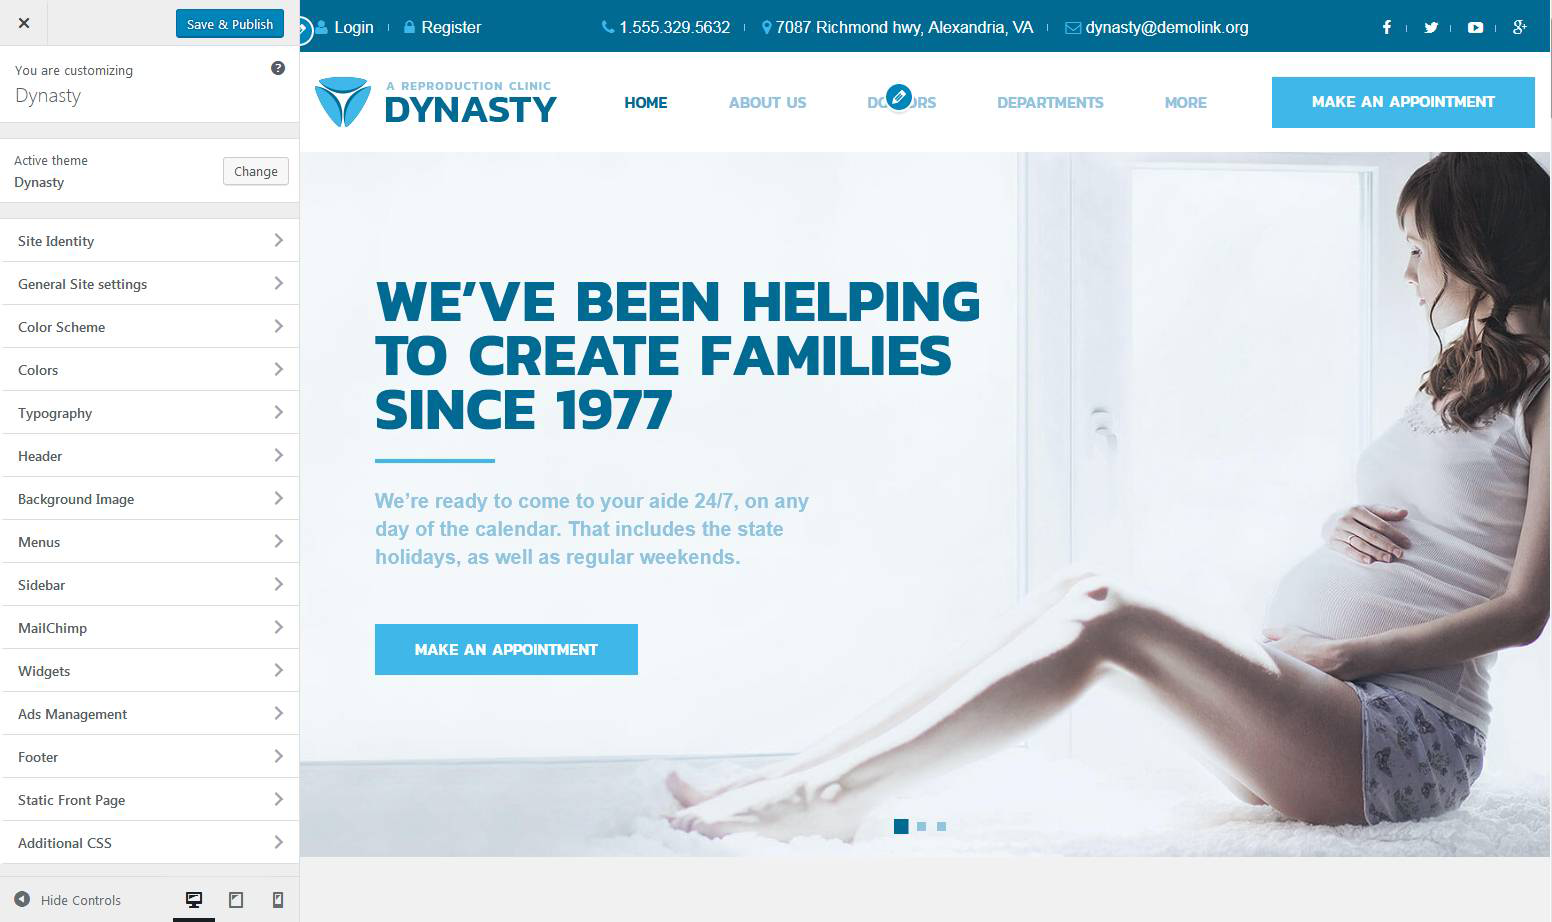 Save & Publish
You are customizing
Dynasty
Active theme
Dynasty
Change
Site Identity
General Site settings
Color Scheme
Colors
Typography
Header
Background Image
Menus
Sidebar
MailChimp
Widgets
Ads Management
Footer
Static Front Page
Additional CSS
Hide Controls
Login
Register
1.555.329.5632
7087 Richmond hwy, Alexandria, VA
dynasty@demolink.org
A REPRODUCTION CLINIC
DYNASTY
HOME
ABOUT US
DEPARTMENTS
MORE
MAKE AN APPOINTMENT
WE’VE BEEN HELPING
TO CREATE FAMILIES
SINCE 1977
We’re ready to come to your aide 24/7, on any
day of the calendar. That includes the state
holidays, as well as regular weekends.
MAKE AN APPOINTMENT